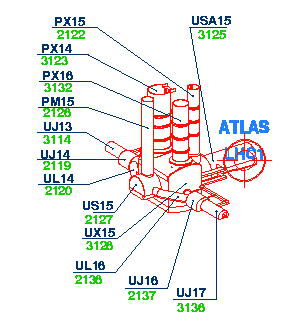 PX15
2122
USA15
3125
PX14
3123
PX16
3132
PM15
2126
UJ13
3114
ATLAS
LHC1
UJ14
2119
UL14
2120
US15
2127
UX15
3126
UL16
2136
UJ16
2137
UJ17
3136